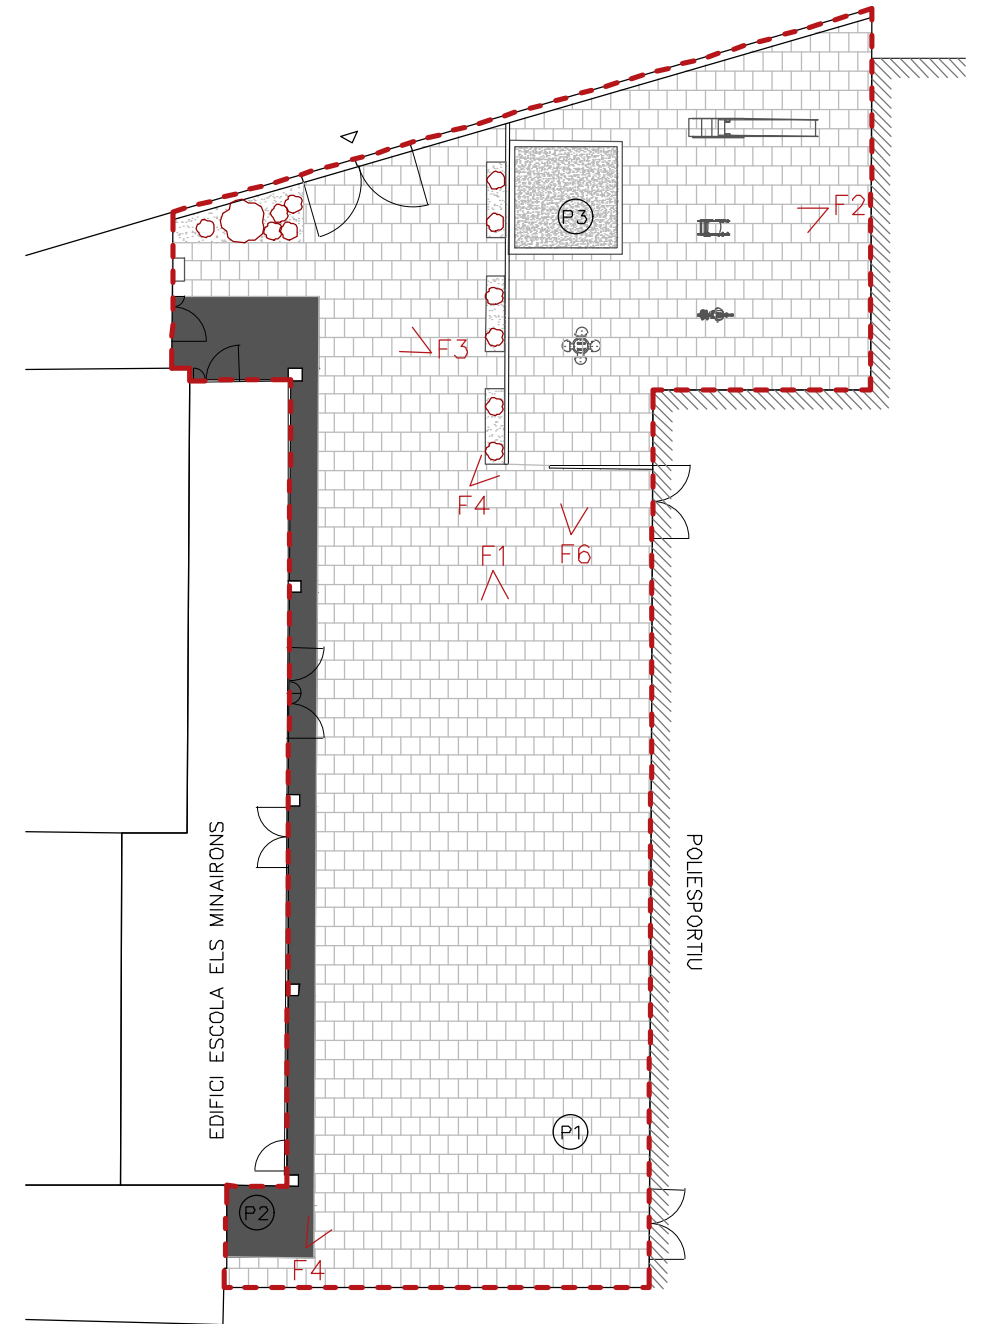 F2
P3
F3
F4
F1
F6
EDIFICI ESCOLA ELS MINAIRONS
POLIESPORTIU
P1
P2
F4